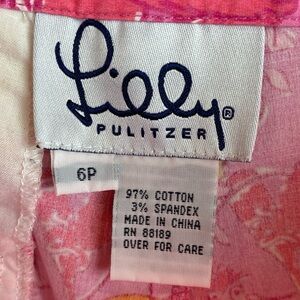 Lilly®
PULITZER
6P
97% COTTON
3% SPANDEX
MADE IN CHINA
RN 88189
OVER FOR CARE